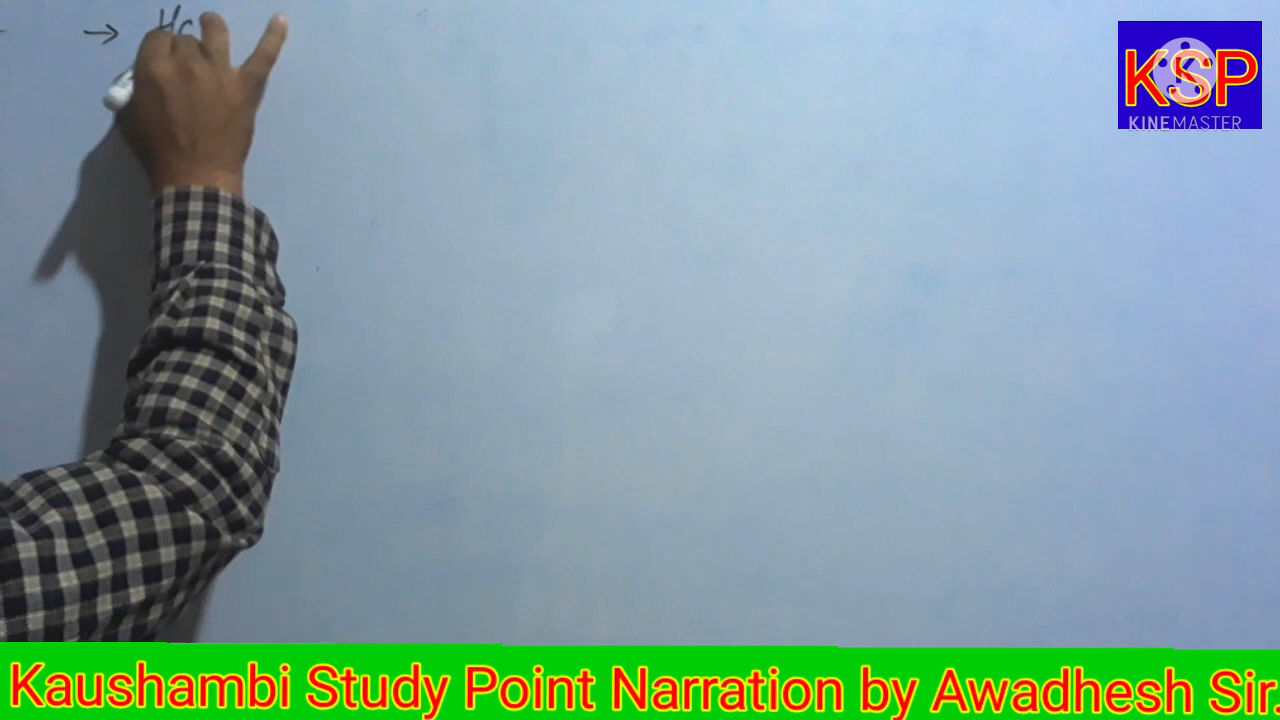 →
KSP
KINEMASTER
Kaushambi Study Point Narration by Awadhesh Sir.